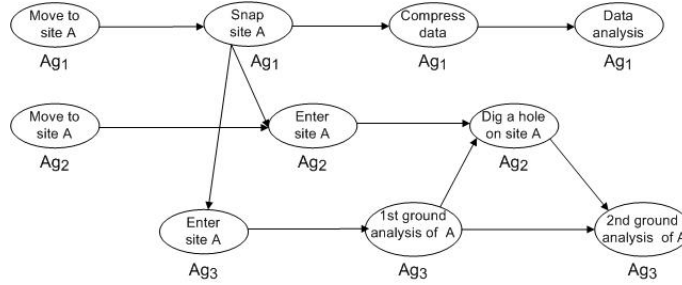 Move to
site A
Ag1
Snap
site A
Ag1
Compress
data
Ag1
Data
analysis
Ag1
Move to
site A
Ag2
Enter
site A
Ag2
Dig a hole
on site A
Ag2
Enter
site A
Ag3
1st ground
analysis of A
Ag3
2nd ground
analysis of A
Ag3